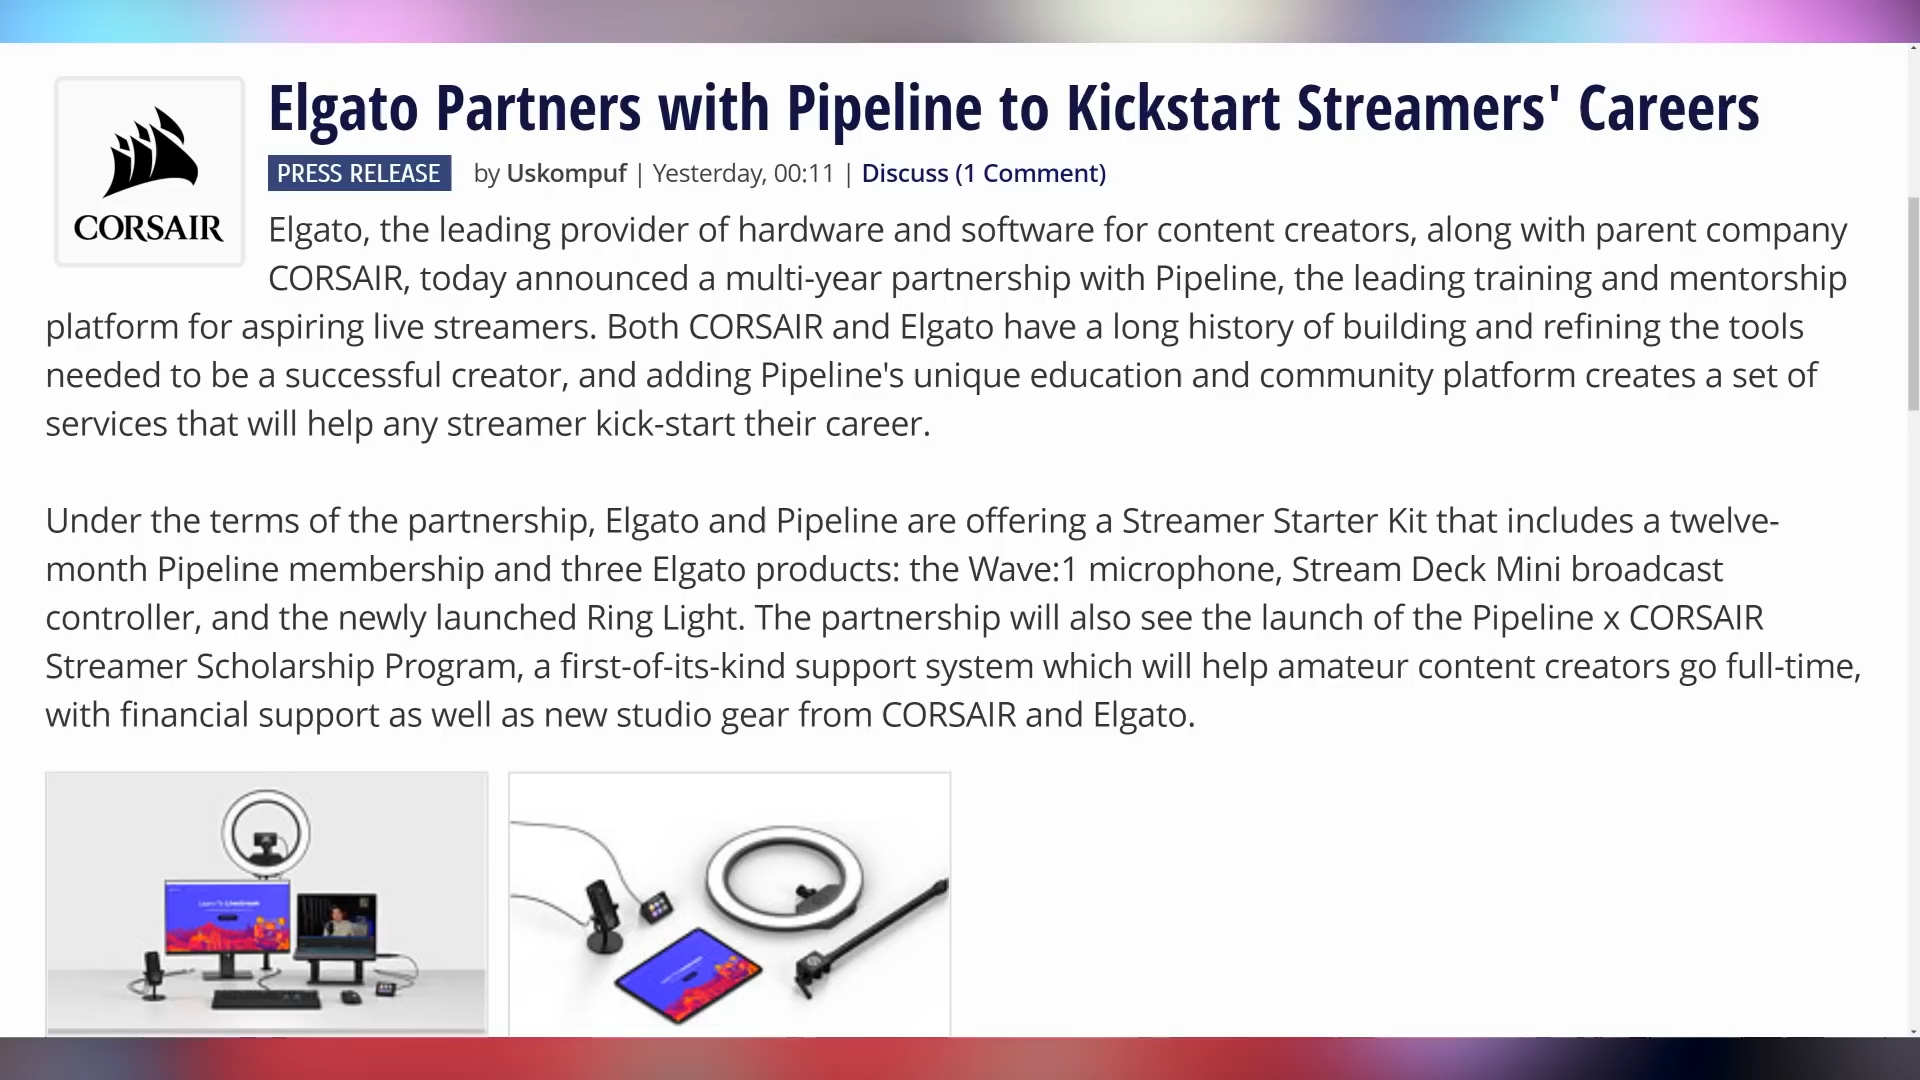 Elgato Partners with Pipeline to Kickstart Streamers' Careers
CORSAIR
PRESS RELEASE by Uskompuf | Yesterday, 00:11 | Discuss (1 Comment)
Elgato, the leading provider of hardware and software for content creators, along with parent company
CORSAIR, today announced a multi-year partnership with Pipeline, the leading training and mentorship
platform for aspiring live streamers. Both CORSAIR and Elgato have a long history of building and refining the tools
needed to be a successful creator, and adding Pipeline's unique education and community platform creates a set of
services that will help any streamer kick-start their career.
Under the terms of the partnership, Elgato and Pipeline are offering a Streamer Starter Kit that includes a twelve-
month Pipeline membership and three Elgato products: the Wave:1 microphone, Stream Deck Mini broadcast
controller, and the newly launched Ring Light. The partnership will also see the launch of the Pipeline x CORSAIR
Streamer Scholarship Program, a first-of-its-kind support system which will help amateur content creators go full-time,
with financial support as well as new studio gear from CORSAIR and Elgato.
Learn To Livestream